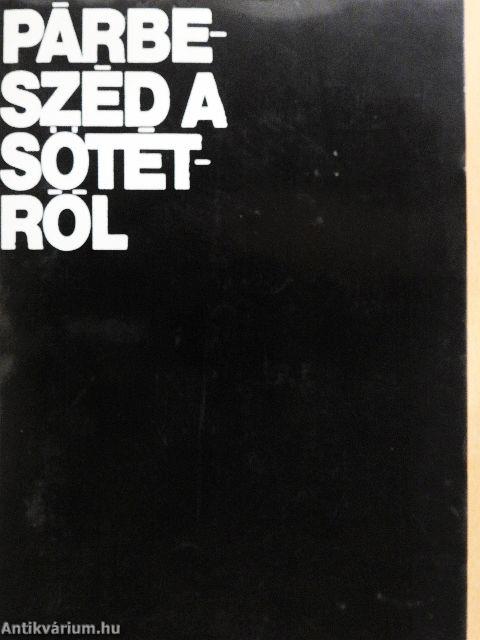 PÁRBE-
SZÉD A
SÖTÉT-
RŐL
Antikvárium.hu